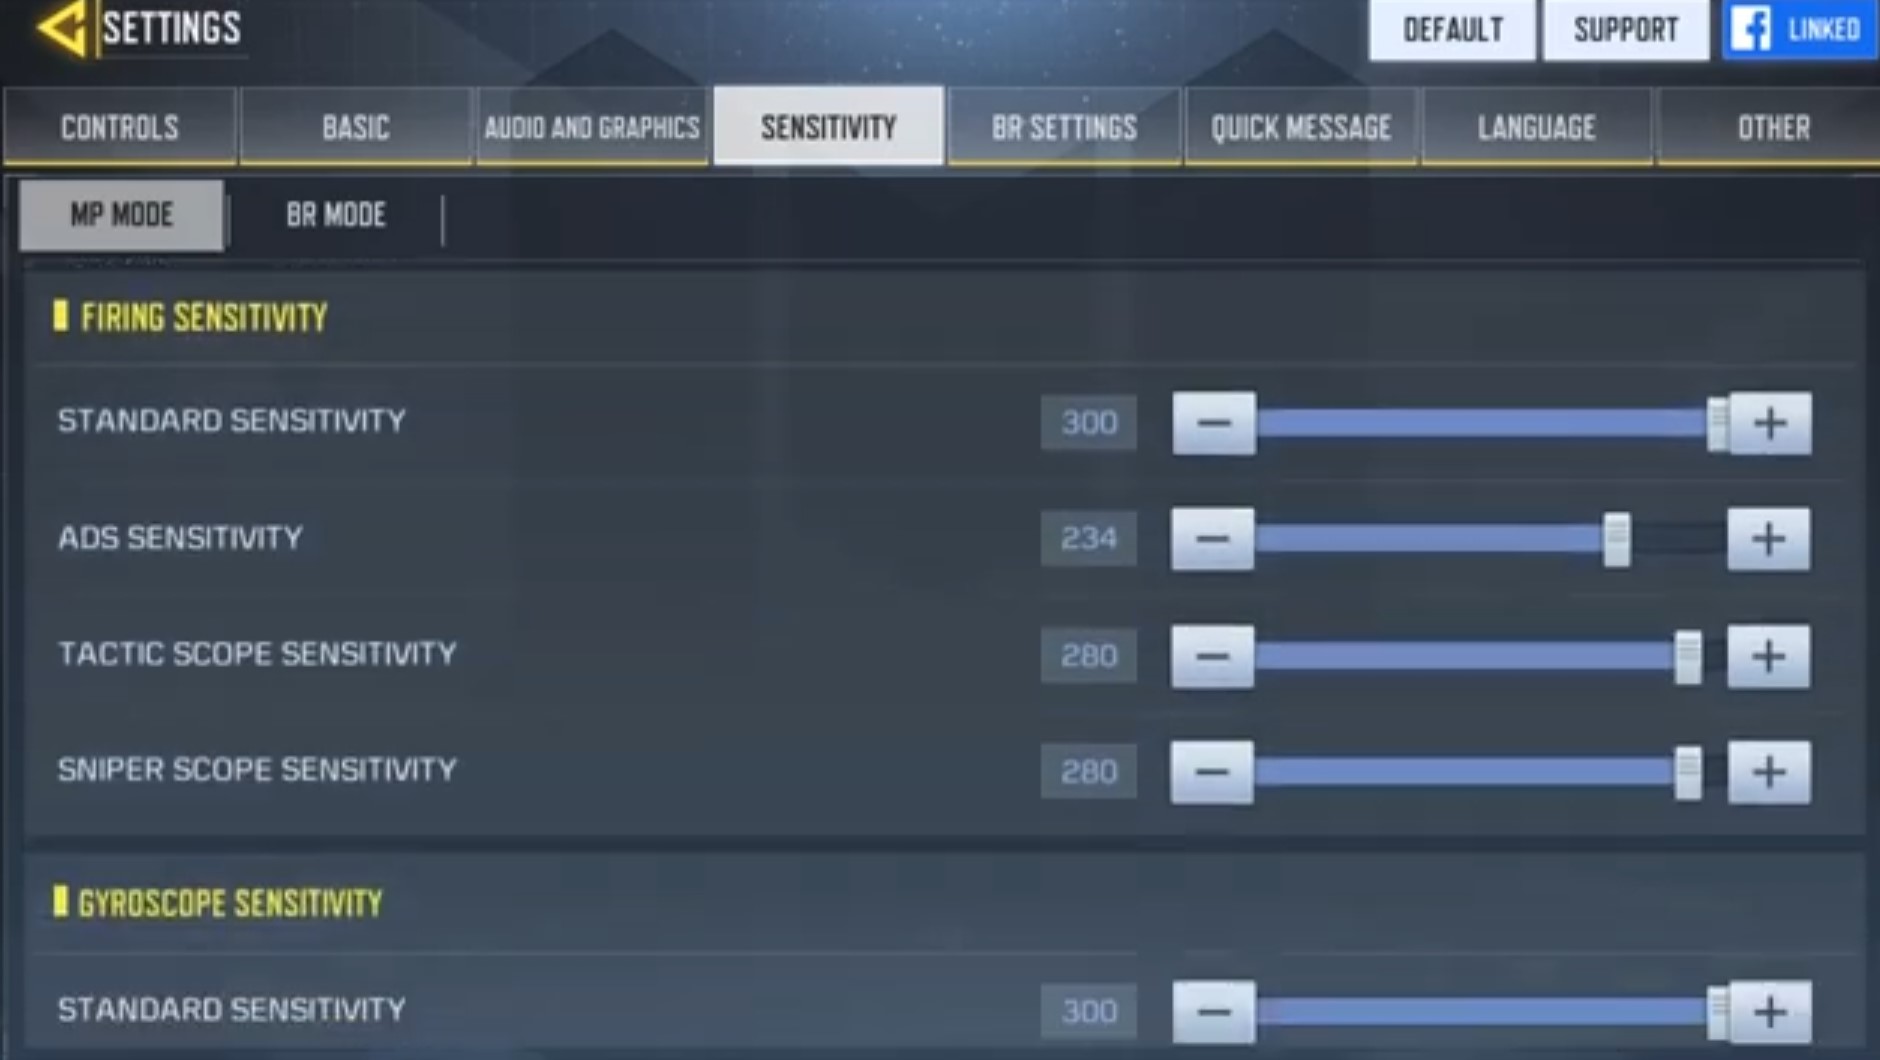 SETTINGS
DEFAULT
SUPPORT
LINKED
CONTROLS
BASIC
AUDIO AND GRAPHICS
SENSITIVITY
BR SETTINGS
QUICK MESSAGE
LANGUAGE
OTHER
MP MODE
BR MODE
FIRING SENSITIVITY
STANDARD SENSITIVITY 300
ADS SENSITIVITY 234
TACTIC SCOPE SENSITIVITY 280
SNIPER SCOPE SENSITIVITY 280
GYROSCOPE SENSITIVITY
STANDARD SENSITIVITY 300